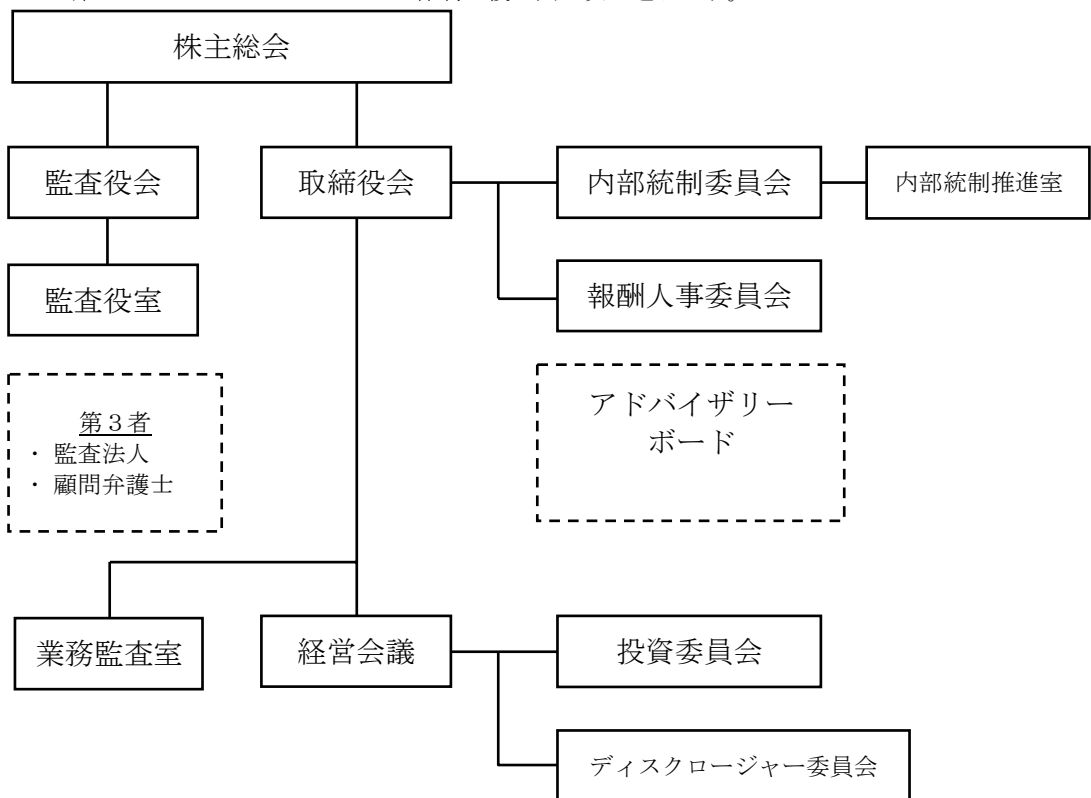 株主総会
監査役会
取締役会
内部統制委員会
内部統制推進室
監査役室
報酬人事委員会
第3者
・ 監査法人
・ 顧問弁護士
アドバイザリー
ボード
業務監査室
経営会議
投資委員会
ディスクロージャー委員会